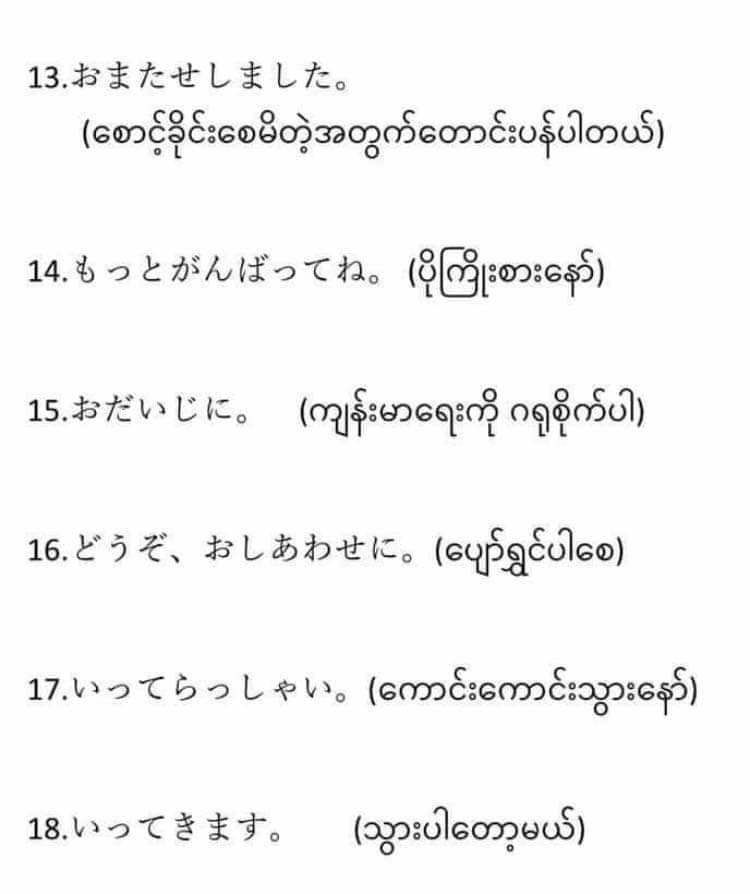 13.おまたせしました。
(စောင့်ခိုင်းစေမိတဲ့အတွက်တောင်းပန်ပါတယ်)
14.もっとがんばってね。(ပိုကြိုးစားနော်)
15.おだいじに。 (ကျန်းမာရေးကို ဂရုစိုက်ပါ)
16.どうぞ、おしあわせに。(ပျော်ရွှင်ပါစေ)
17.いってらっしゃい。(ကောင်းကောင်းသွားနော်)
18.いってきます。 (သွားပါတော့မယ်)